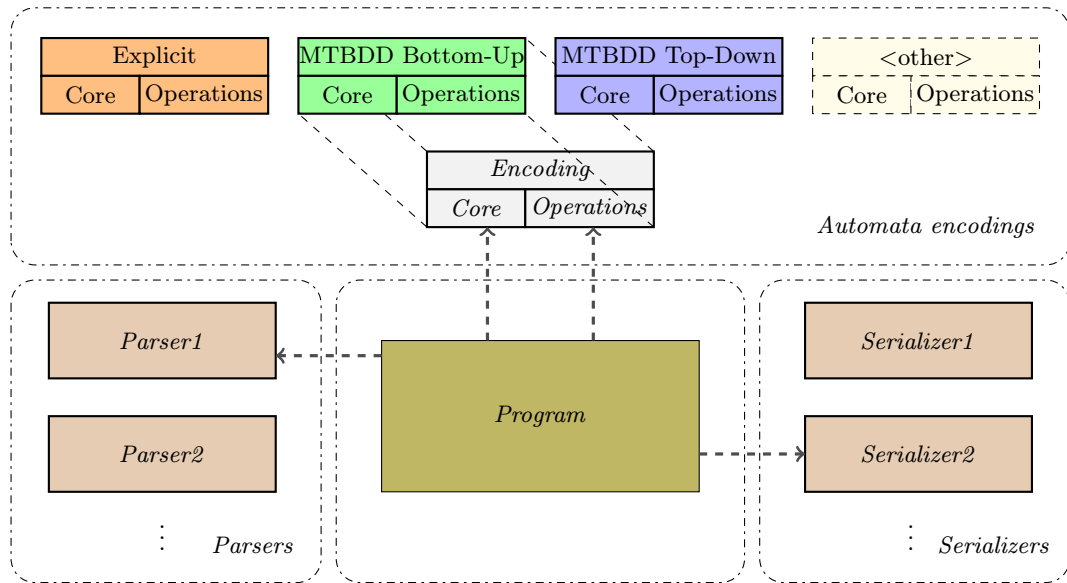 Explicit
Core Operations
MTBDD Bottom-Up
Core Operations
MTBDD Top-Down
Core Operations
<other>
Core Operations
Encoding
Core Operations
Automata encodings
Parser1
Parser2
⋮
Parsers
Program
Serializer1
Serializer2
⋮
Serializers